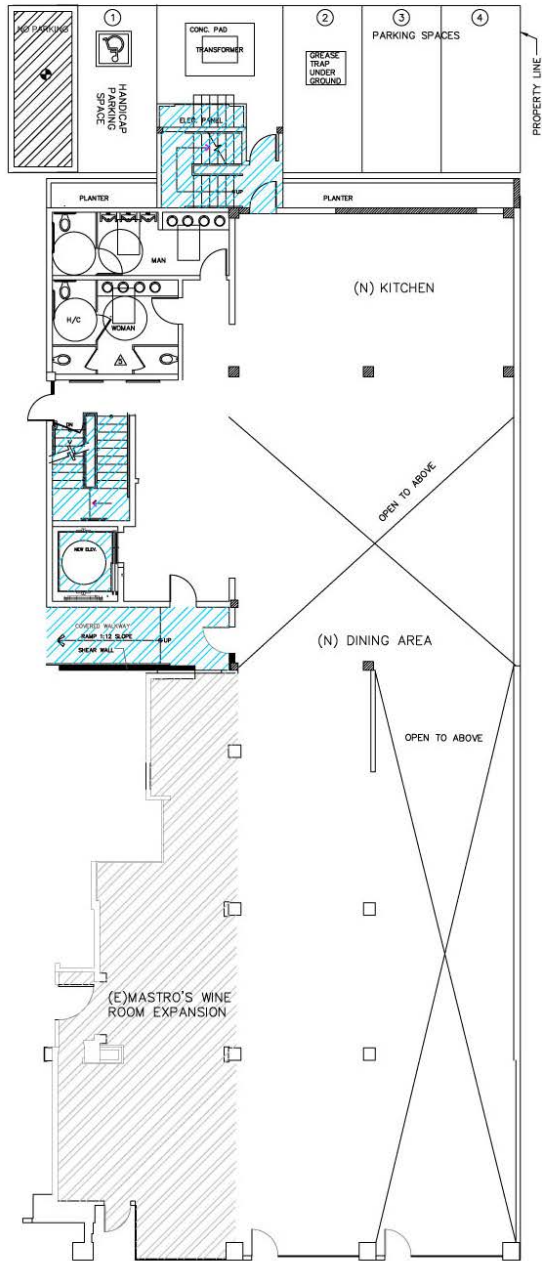 NO PARKING
1
HANDICAP
PARKING
SPACE
CONC. PAD
TRANSFORMER
2
GREASE
TRAP
UNDER
GROUND
3
4
PARKING SPACES
PROPERTY LINE
ELEC. PANEL
UP
PLANTER
PLANTER
MAN
(N) KITCHEN
H/C
WOMAN
OPEN TO ABOVE
NEW ELEV.
COVERED WALKWAY
RAMP 1:12 SLOPE
UP
SHEAR WALL
(N) DINING AREA
OPEN TO ABOVE
(E)MASTRO'S WINE
ROOM EXPANSION